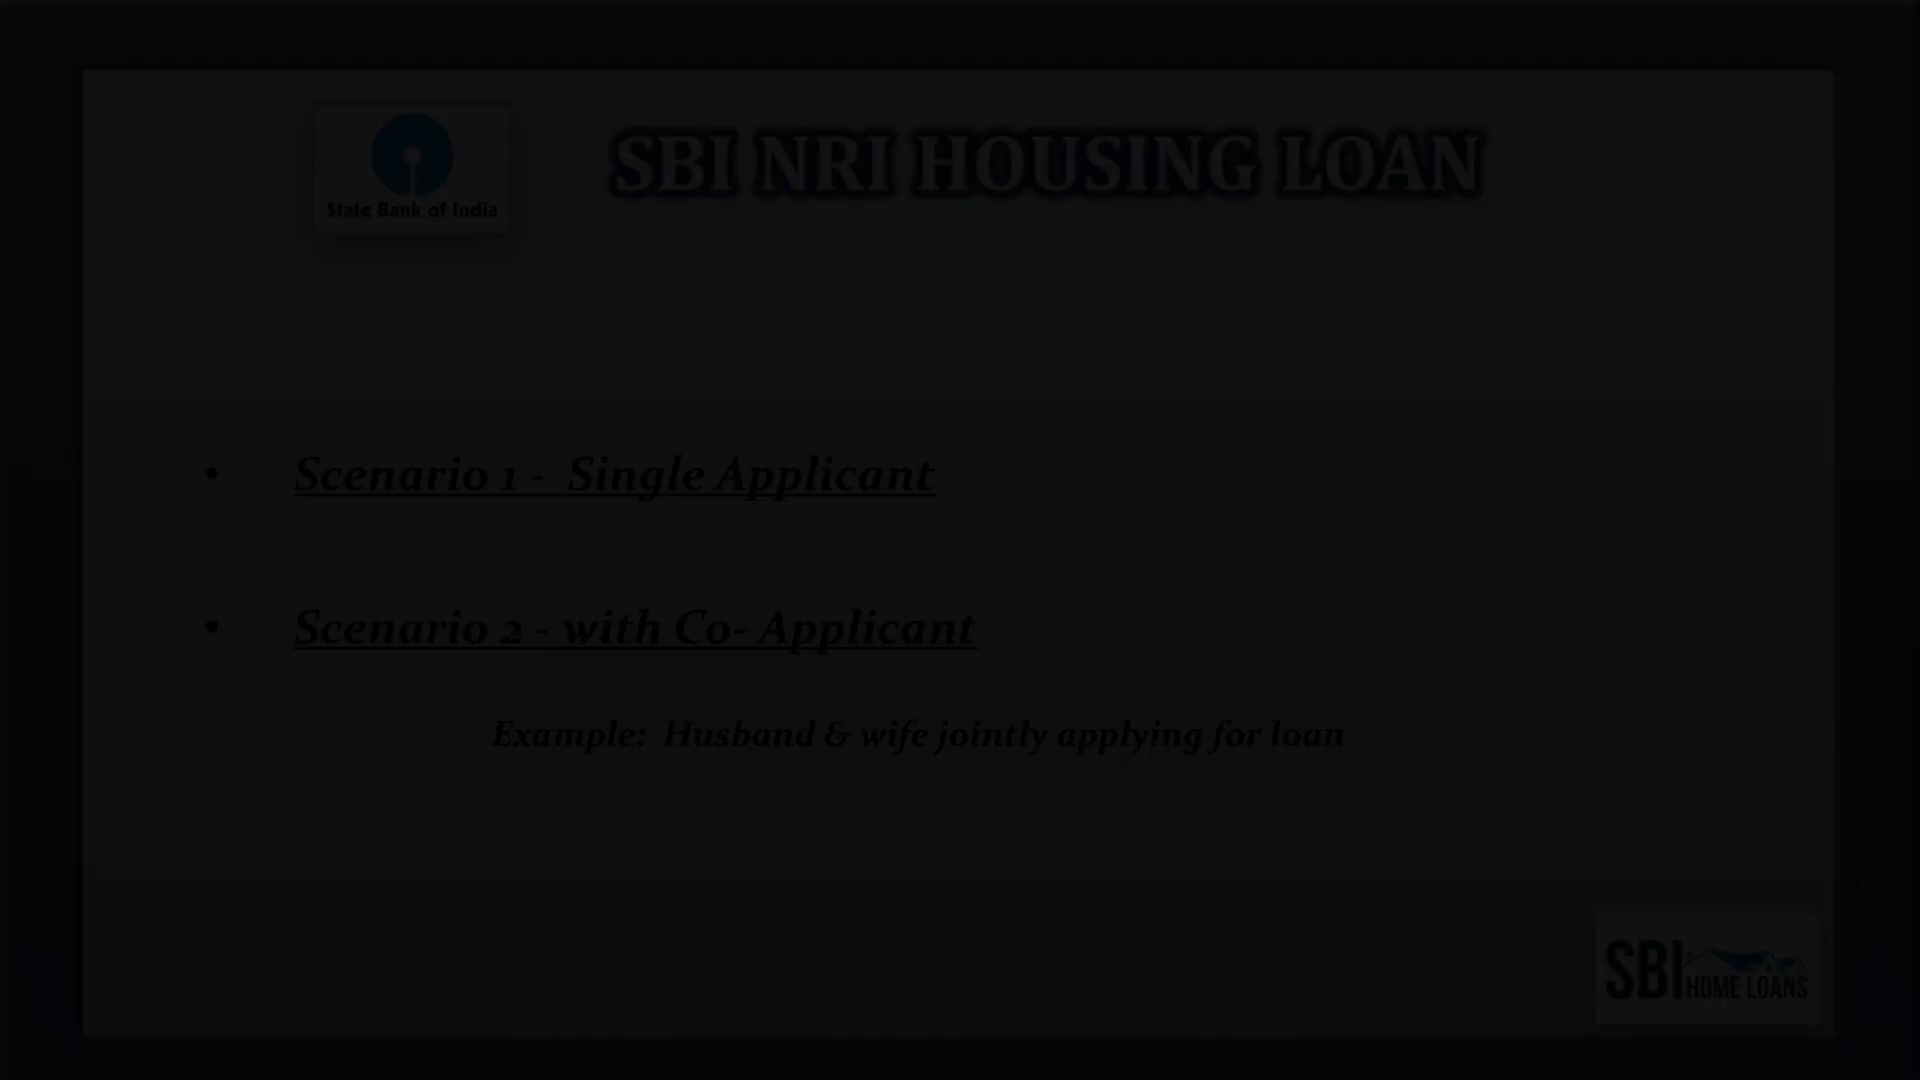 State Bank of India
SBI NRI HOUSING LOAN
• Scenario 1 - Single Applicant
• Scenario 2 - with Co- Applicant
Example: Husband & wife jointly applying for loan
SBI HOME LOANS